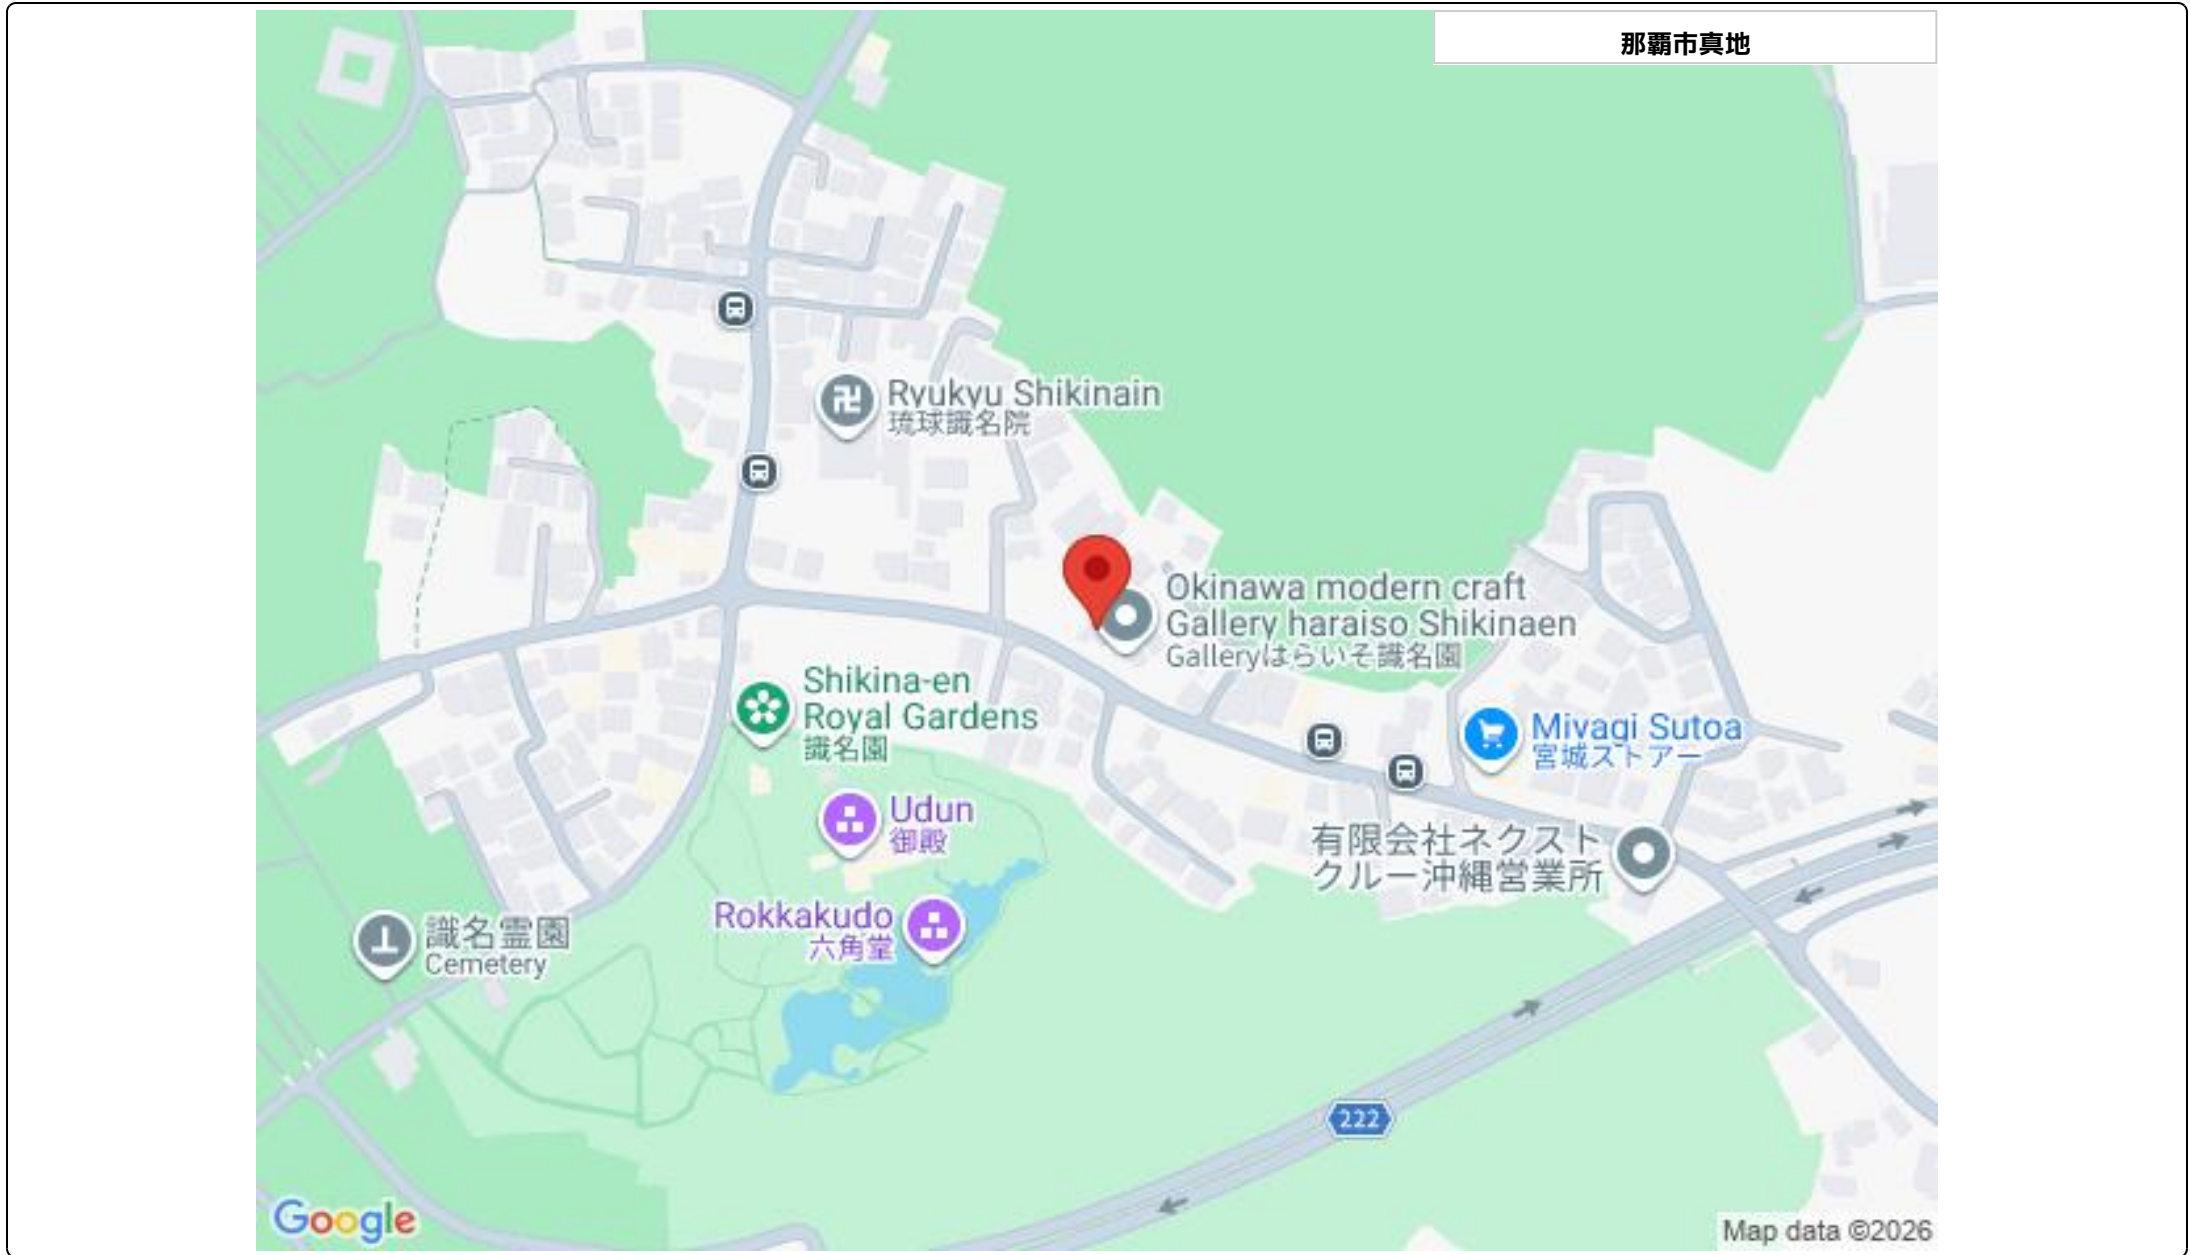 那覇市真地
Ryukyu Shikinain
琉球識名院
Okinawa modern craft
Gallery haraiso Shikinaen
Galleryはらいそ識名園
Shikina-en
Royal Gardens
識名園
Miyagi Sutoa
宮城ストアー
Udun
御殿
有限会社ネクスト
クルー沖縄営業所
Rokkakudo
六角堂
識名霊園
Cemetery
222
Google
Map data ©2026